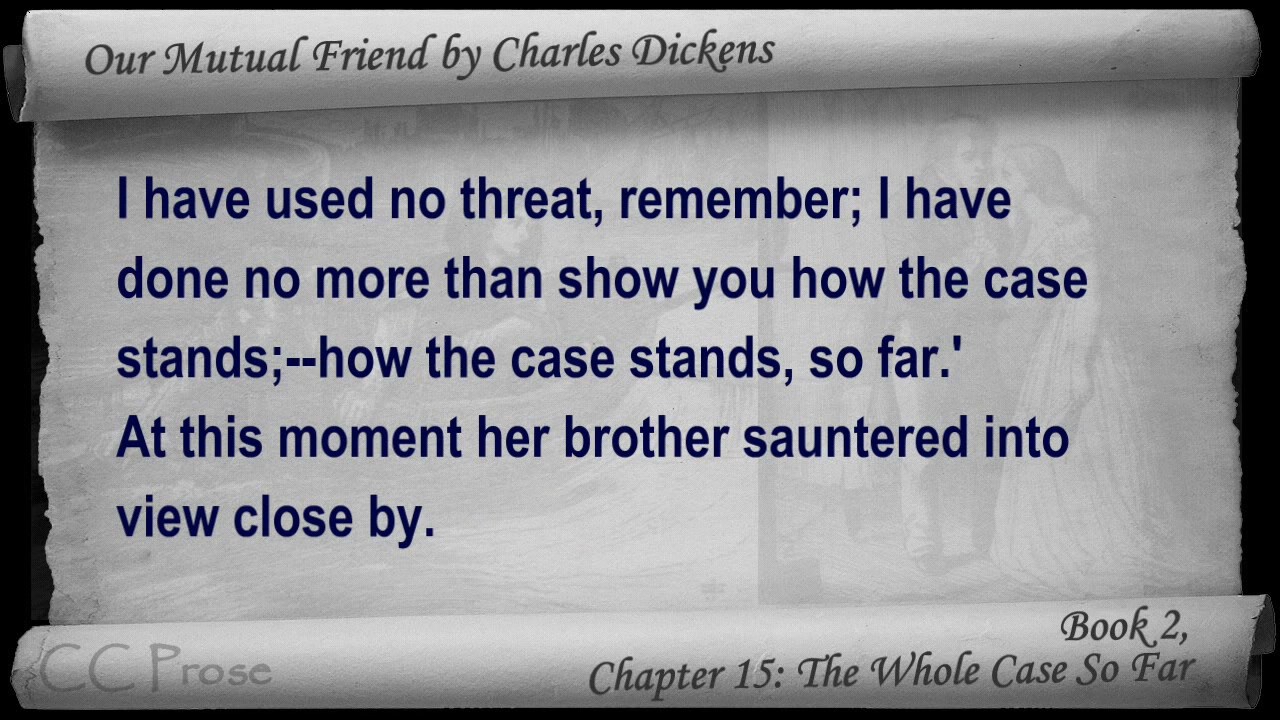 Our Mutual Friend by Charles Dickens
I have used no threat, remember; I have
done no more than show you how the case
stands;--how the case stands, so far.'
At this moment her brother sauntered into
view close by.
Book 2,
Chapter 15: The Whole Case So Far
CC Prose